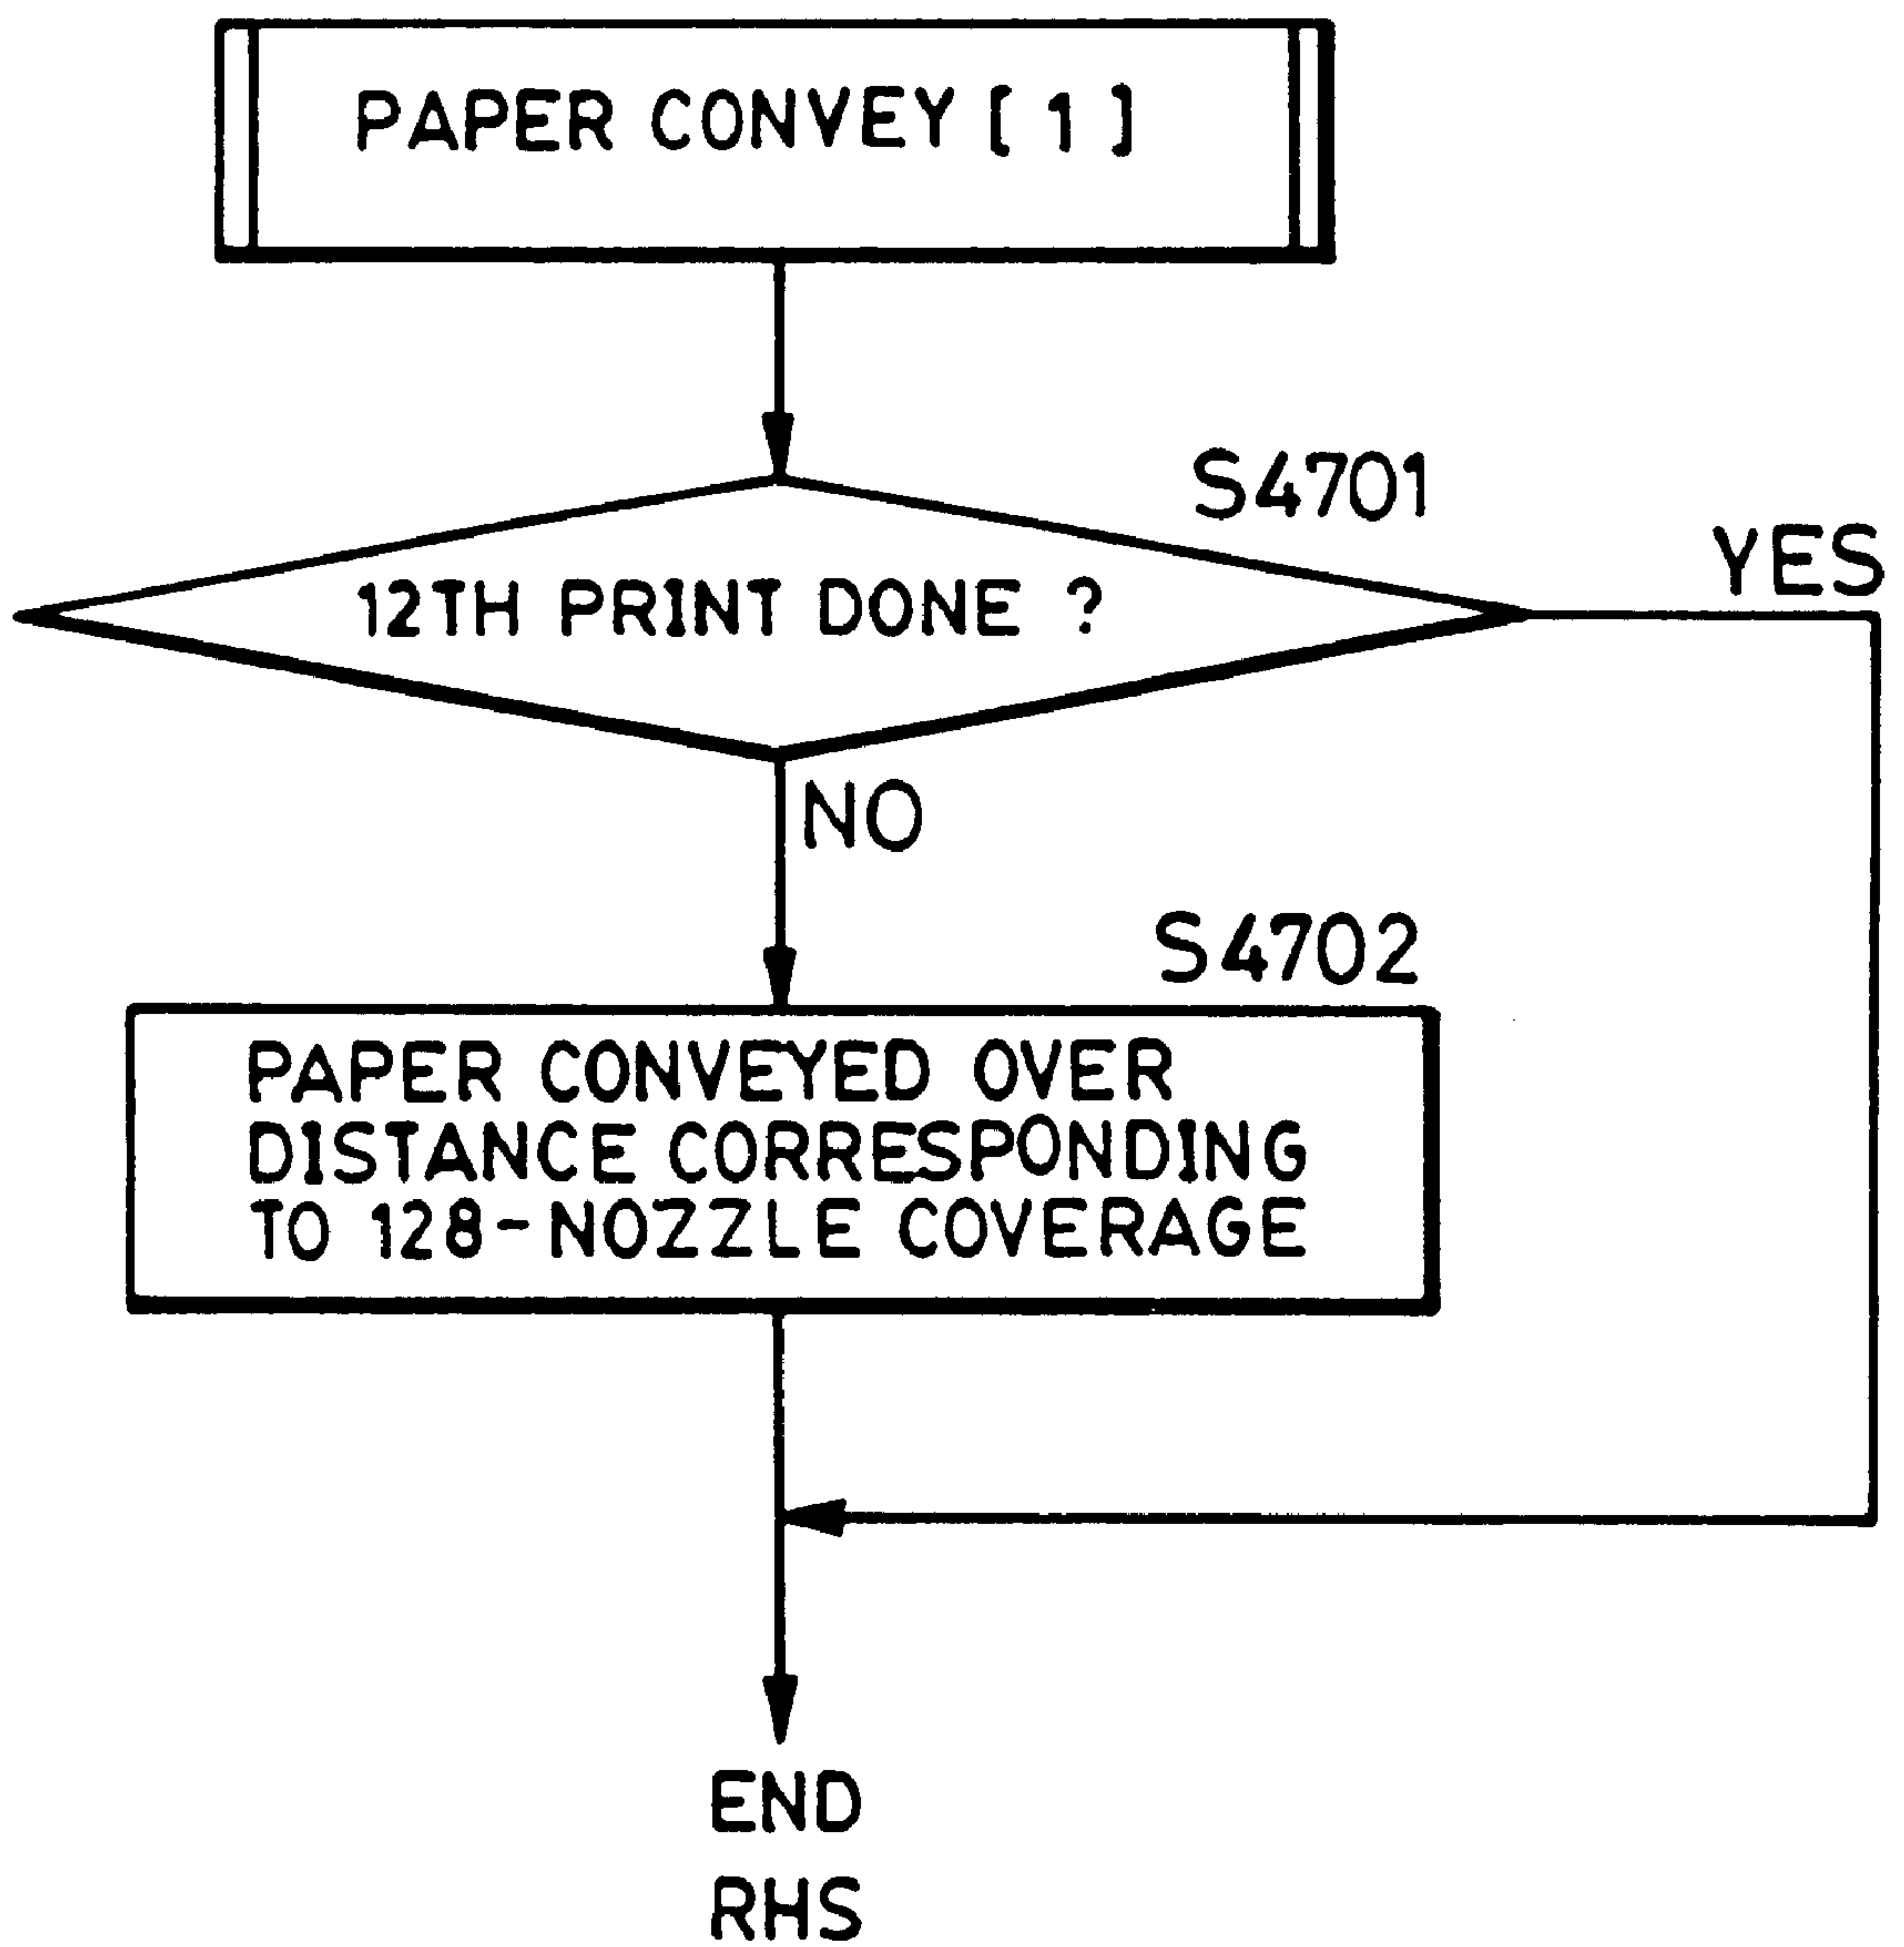 PAPER CONVEY [ 1 ]
S4701
YES
12TH PRINT DONE ?
NO
S4702
PAPER CONVEYED OVER
DISTANCE CORRESPONDING
TO 128-NOZZLE COVERAGE
END
RHS